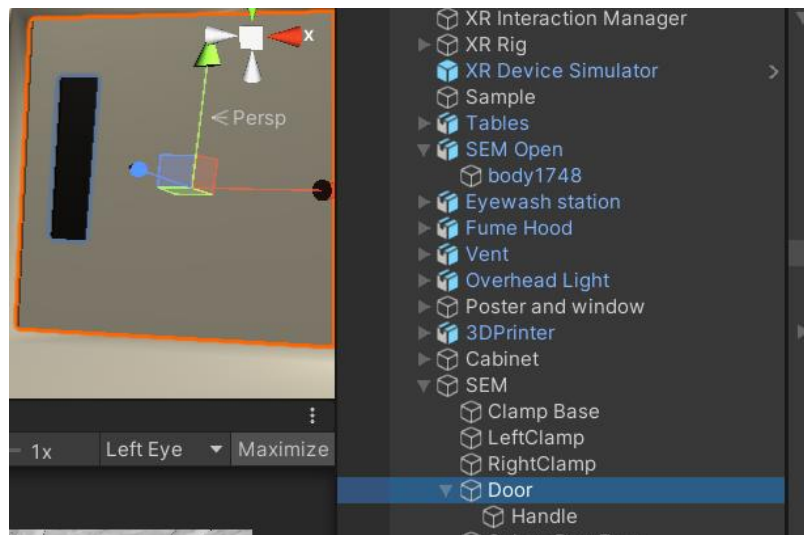 x
Persp
1x
Left Eye
Maximize
XR Interaction Manager
XR Rig
XR Device Simulator
Sample
Tables
SEM Open
body1748
Eyewash station
Fume Hood
Vent
Overhead Light
Poster and window
3DPrinter
Cabinet
SEM
Clamp Base
LeftClamp
RightClamp
Door
Handle